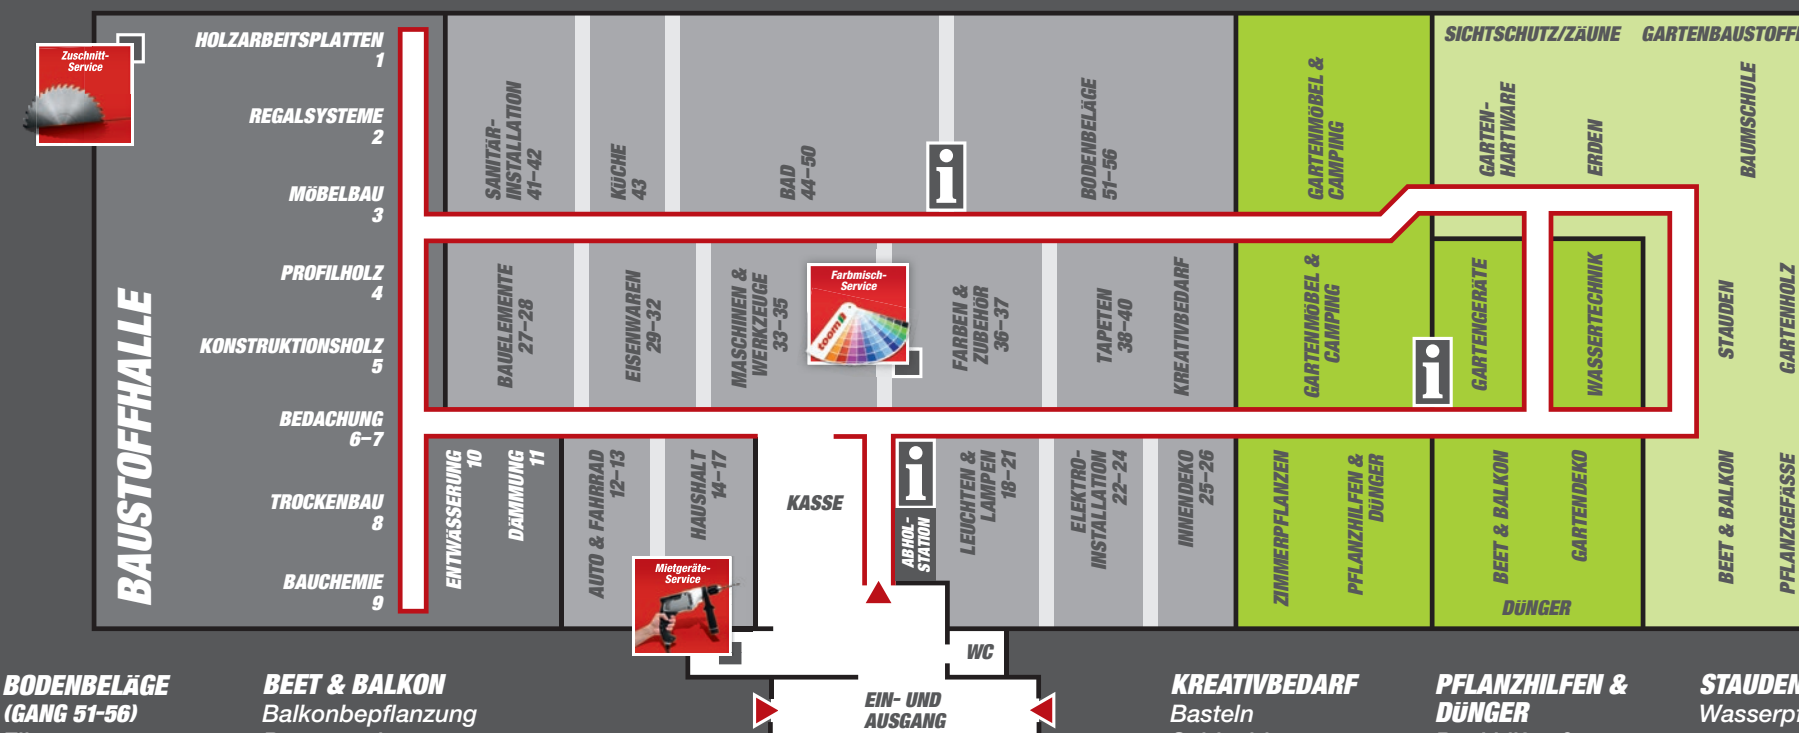 Zuschnitt-
Service
HOLZARBEITSPLATTEN
1
REGALSYSTEME
2
MÖBELBAU
3
PROFILHOLZ
4
KONSTRUKTIONSHOLZ
5
BEDACHUNG
6–7
TROCKENBAU
8
BAUCHEMIE
9
BAUSTOFFHALLE
SANITÄR-
INSTALLATION
41–42
KÜCHE
43
BAD
44–50
i
BODENBELÄGE
51–56
GARTENMÖBEL &
CAMPING
SICHTSCHUTZ/ZÄUNE
GARTENBAUSTOFFE
GARTEN-
HARTWARE
ERDEN
BAUMSCHULE
BAUELEMENTE
27–28
EISENWAREN
29–32
MASCHINEN &
WERKZEUGE
33–35
Farbmisch-
Service
toom
FARBEN &
ZUBEHÖR
36–37
TAPETEN
38–40
KREATIVBEDARF
GARTENMÖBEL &
CAMPING
i
GARTENGERÄTE
WASSERTECHNIK
STAUDEN
GARTENHOLZ
ENTWÄSSERUNG
10
DÄMMUNG
11
AUTO & FAHRRAD
12–13
HAUSHALT
14–17
Mietgeräte-
Service
KASSE
i
ABHOL-
STATION
LEUCHTEN &
LAMPEN
18–21
ELEKTRO-
INSTALLATION
22–24
INNENDEKO
25–26
ZIMMERPFLANZEN
PFLANZHILFEN &
DÜNGER
BEET & BALKON
GARTENDEKO
DÜNGER
BEET & BALKON
PFLANZGEFÄSSE
WC
EIN- UND
AUSGANG
BODENBELÄGE
(GANG 51-56)
BEET & BALKON
Balkonbepflanzung
KREATIVBEDARF
Basteln
PFLANZHILFEN &
DÜNGER
STAUDEN
Wasserpf